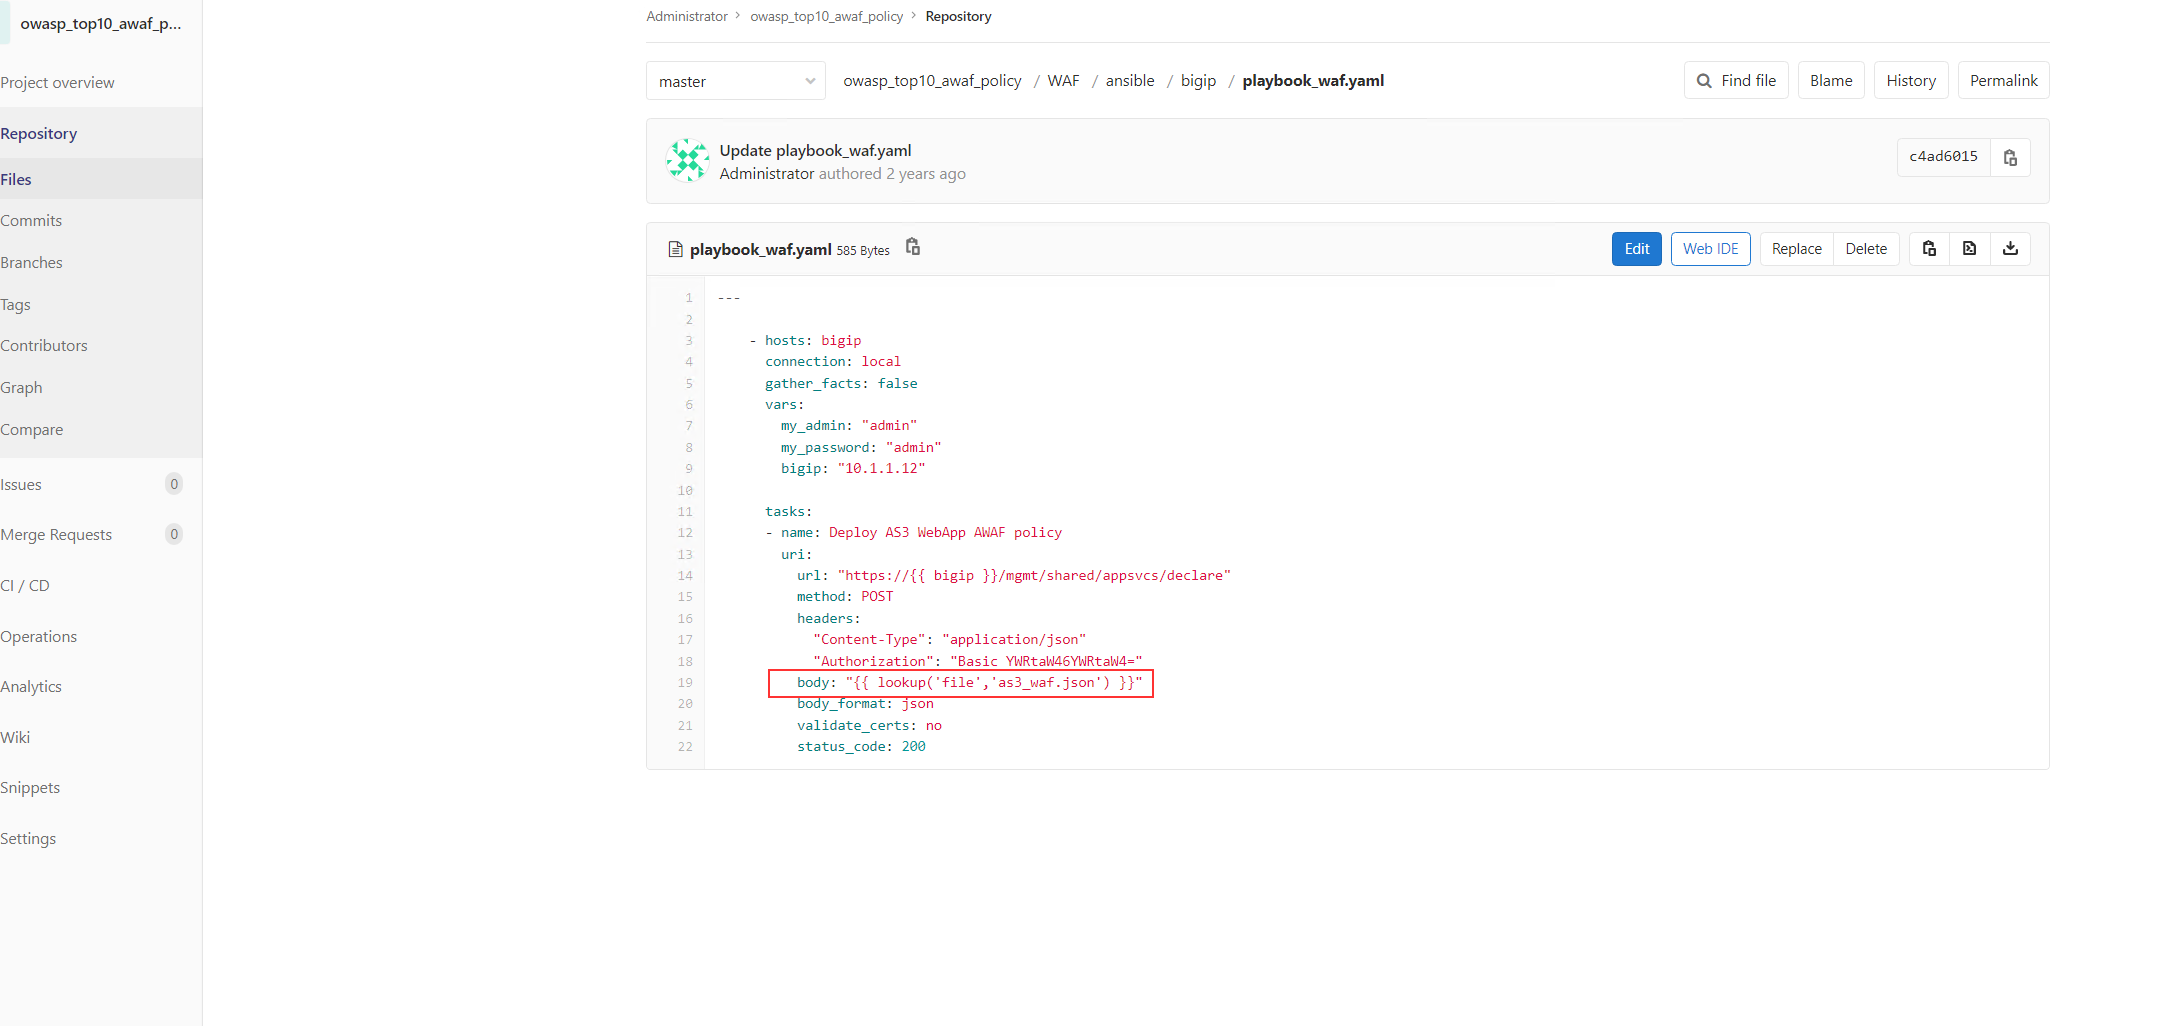 owasp_top10_awaf_p...
Project overview
Repository
Files
Commits
Branches
Tags
Contributors
Graph
Compare
Issues 0
Merge Requests 0
CI / CD
Operations
Analytics
Wiki
Snippets
Settings
Administrator > owasp_top10_awaf_policy > Repository
master owasp_top10_awaf_policy / WAF / ansible / bigip / playbook_waf.yaml Find file Blame History Permalink
Update playbook_waf.yaml
Administrator authored 2 years ago
c4ad6015
playbook_waf.yaml 585 Bytes Edit Web IDE Replace Delete
1 ---
2
3     - hosts: bigip
4       connection: local
5       gather_facts: false
6       vars:
7         my_admin: "admin"
8         my_password: "admin"
9         bigip: "10.1.1.12"
10
11       tasks:
12       - name: Deploy AS3 WebApp AWAF policy
13         uri:
14           url: "https://{{ bigip }}/mgmt/shared/appsvcs/declare"
15           method: POST
16           headers:
17             "Content-Type": "application/json"
18             "Authorization": "Basic YWRtaW46YWRtaW4="
19           body: "{{ lookup('file','as3_waf.json') }}"
20           body_format: json
21           validate_certs: no
22           status_code: 200